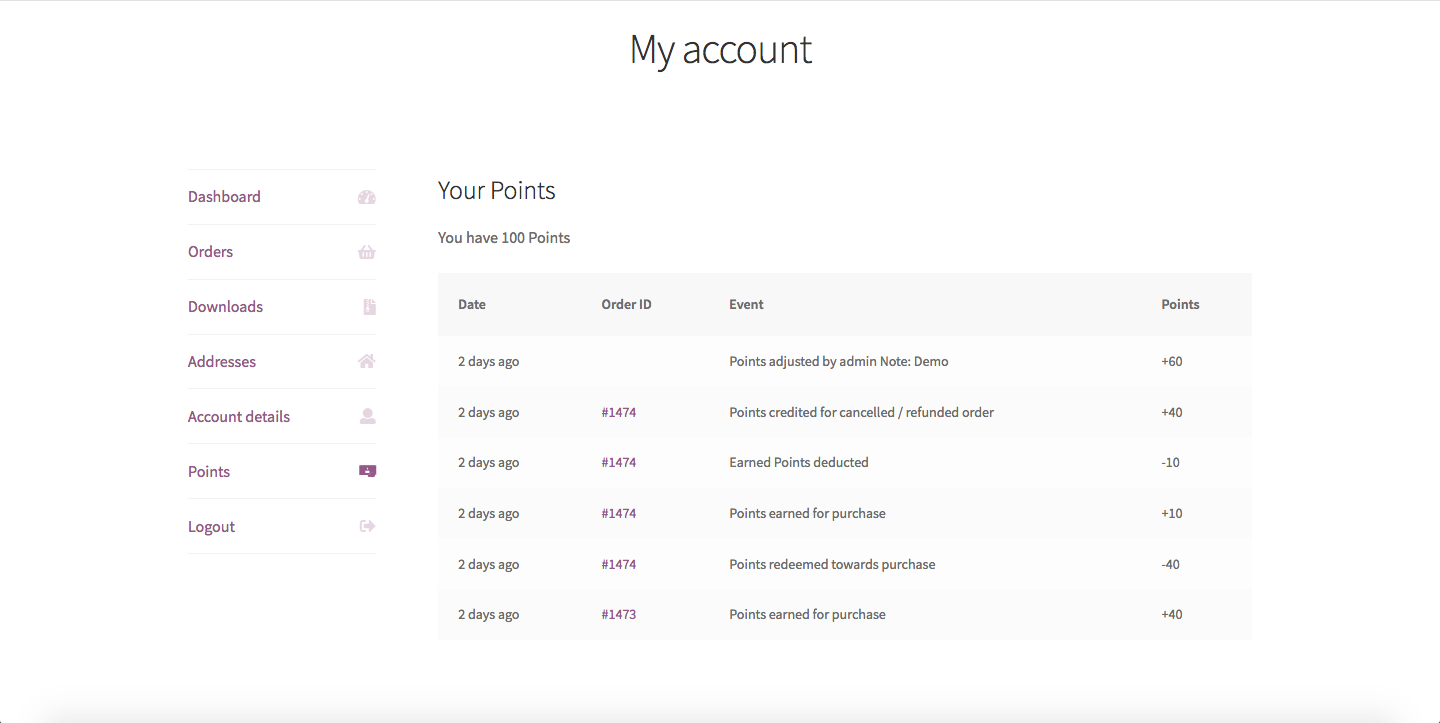 My account
Dashboard
Orders
Downloads
Addresses
Account details
Points
Logout
Your Points
You have 100 Points
Date Order ID Event Points
2 days ago Points adjusted by admin Note: Demo +60
2 days ago #1474 Points credited for cancelled / refunded order +40
2 days ago #1474 Earned Points deducted -10
2 days ago #1474 Points earned for purchase +10
2 days ago #1474 Points redeemed towards purchase -40
2 days ago #1473 Points earned for purchase +40